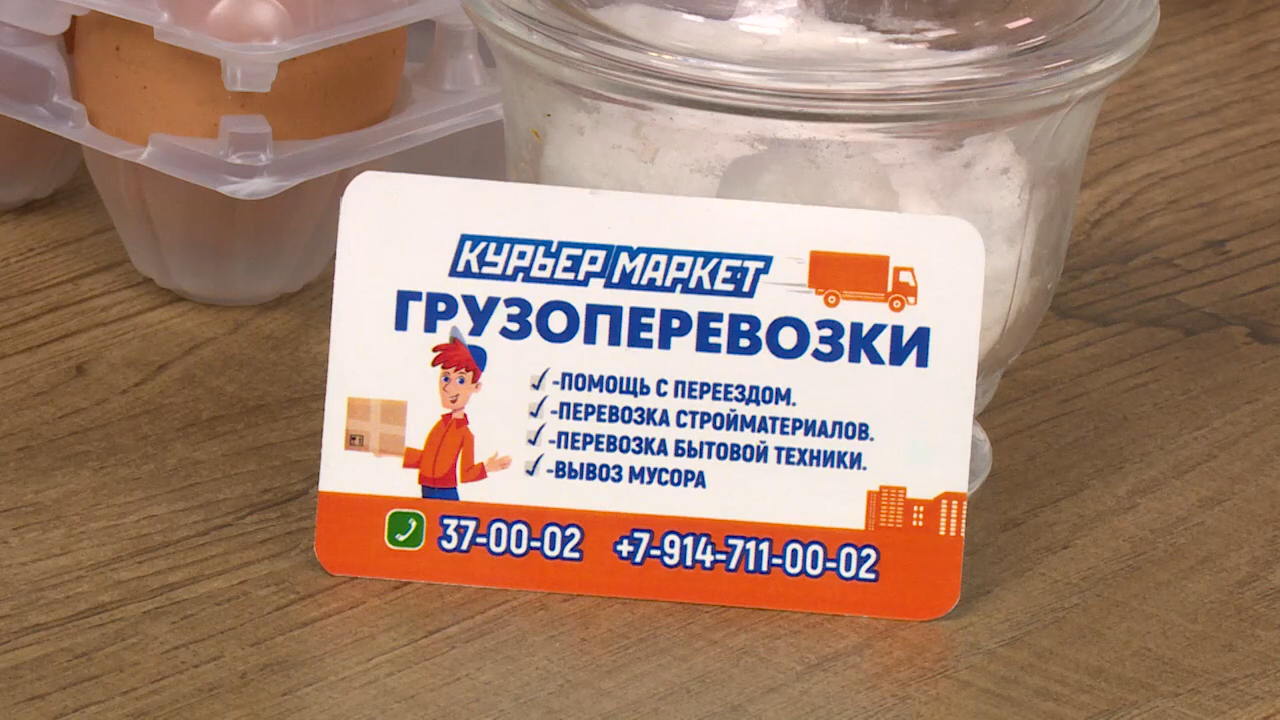 КУРЬЕР МАРКЕТ
ГРУЗОПЕРЕВОЗКИ
-ПОМОЩЬ С ПЕРЕЕЗДОМ.
-ПЕРЕВОЗКА СТРОЙМАТЕРИАЛОВ.
-ПЕРЕВОЗКА БЫТОВОЙ ТЕХНИКИ.
-ВЫВОЗ МУСОРА
37-00-02 +7-914-711-00-02